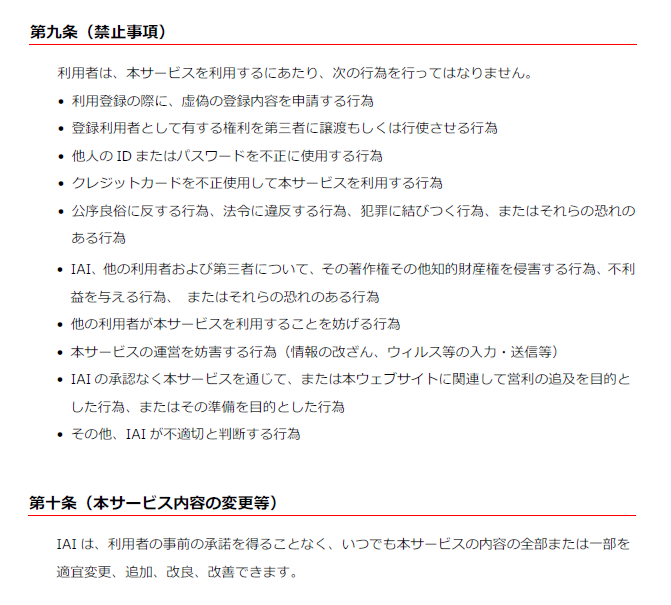 第九条（禁止事項）
利用者は、本サービスを利用するにあたり、次の行為を行ってはなりません。
• 利用登録の際に、虚偽の登録内容を申請する行為
• 登録利用者として有する権利を第三者に譲渡もしくは行使させる行為
• 他人の ID またはパスワードを不正に使用する行為
• クレジットカードを不正使用して本サービスを利用する行為
• 公序良俗に反する行為、法令に違反する行為、犯罪に結びつく行為、またはそれらの恐れの
ある行為
• IAI、他の利用者および第三者について、その著作権その他知的財産権を侵害する行為、不利
益を与える行為、 またはそれらの恐れのある行為
• 他の利用者が本サービスを利用することを妨げる行為
• 本サービスの運営を妨害する行為（情報の改ざん、ウィルス等の入力・送信等）
• IAI の承認なく本サービスを通じて、または本ウェブサイトに関連して営利の追及を目的と
した行為、またはその準備を目的とした行為
• その他、IAI が不適切と判断する行為
第十条（本サービス内容の変更等）
IAI は、利用者の事前の承諾を得ることなく、いつでも本サービスの内容の全部または一部を
適宜変更、追加、改良、改善できます。